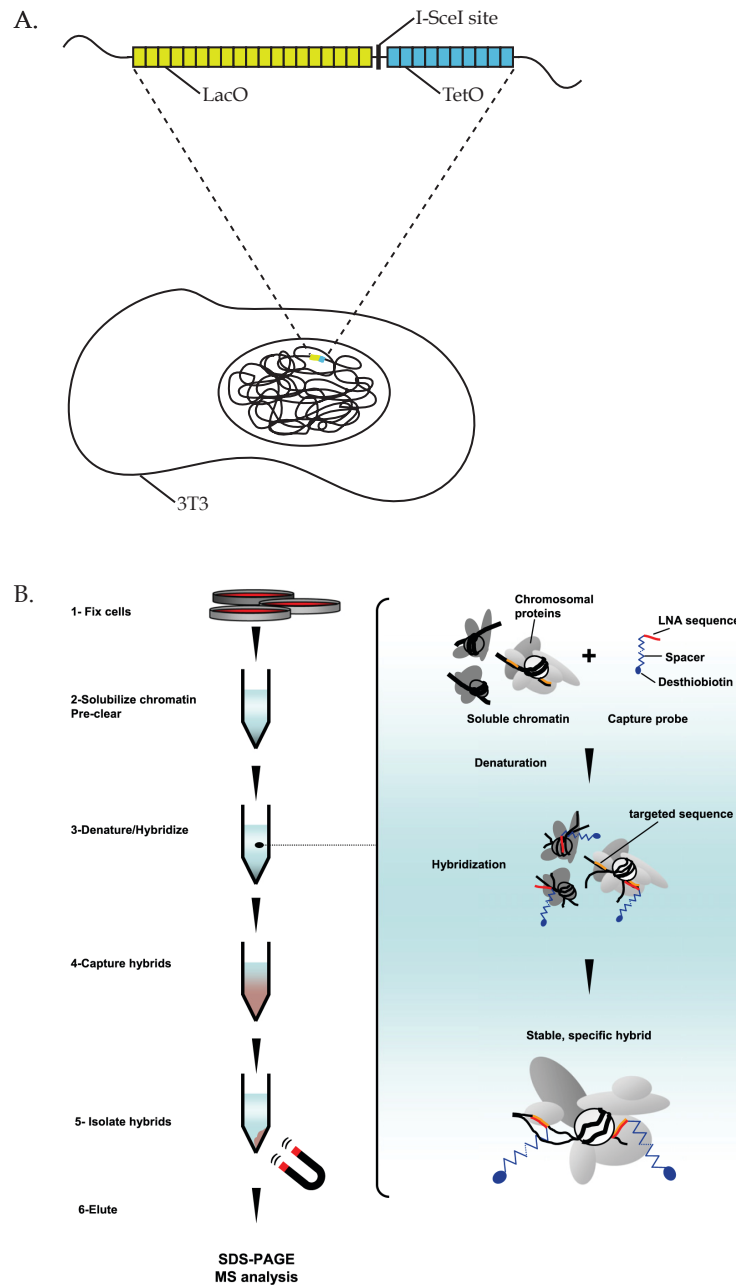 A.
I-SceI site
LacO
TetO
3T3
B.
1- Fix cells
2-Solubilize chromatin
Pre-clear
3-Denature/Hybridize
4-Capture hybrids
5- Isolate hybrids
6-Elute
SDS-PAGE
MS analysis
Chromosomal
proteins
LNA sequence
Spacer
Desthiobiotin
Soluble chromatin
Capture probe
Denaturation
targeted sequence
Hybridization
Stable, specific hybrid